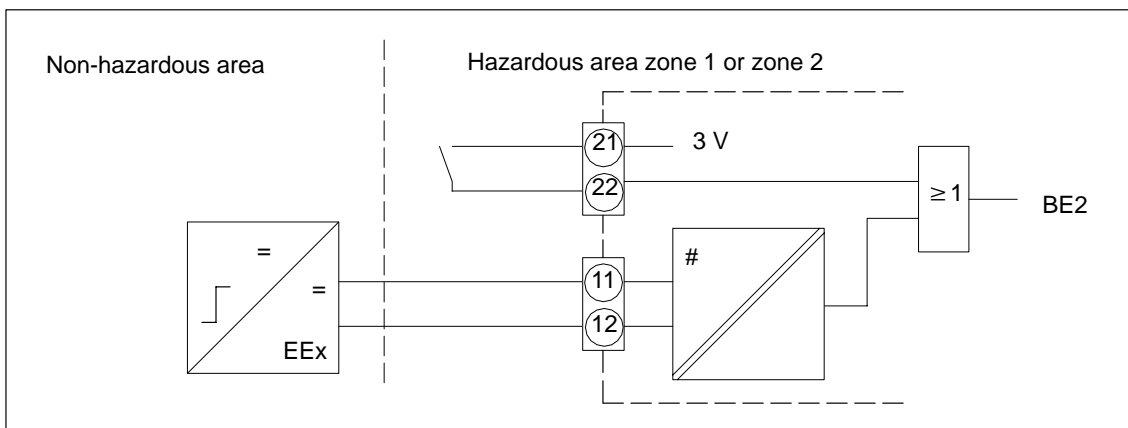 Non-hazardous area
Hazardous area zone 1 or zone 2
21
3 V
22
≥ 1
BE2
=
=
EEx
11
12
#